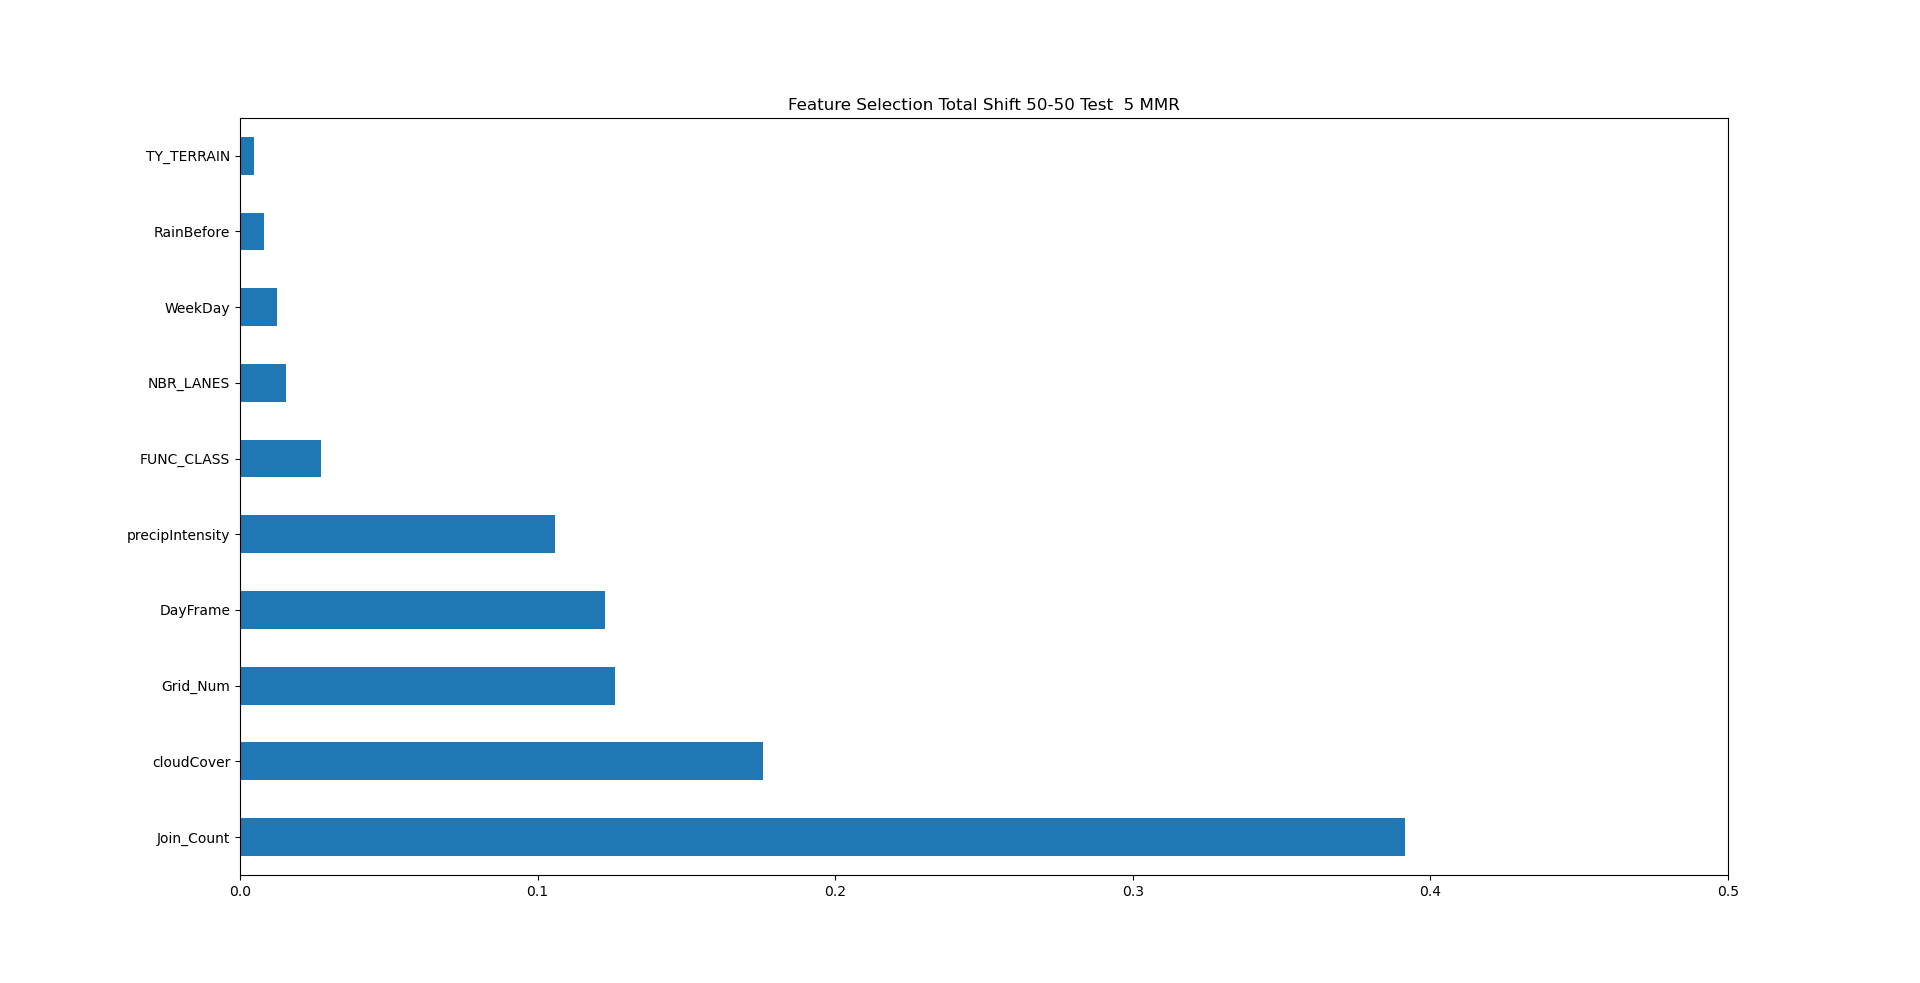 Feature Selection Total Shift 50-50 Test  5 MMR
TY_TERRAIN
RainBefore
WeekDay
NBR_LANES
FUNC_CLASS
precipIntensity
DayFrame
Grid_Num
cloudCover
Join_Count
0.0 0.1 0.2 0.3 0.4 0.5